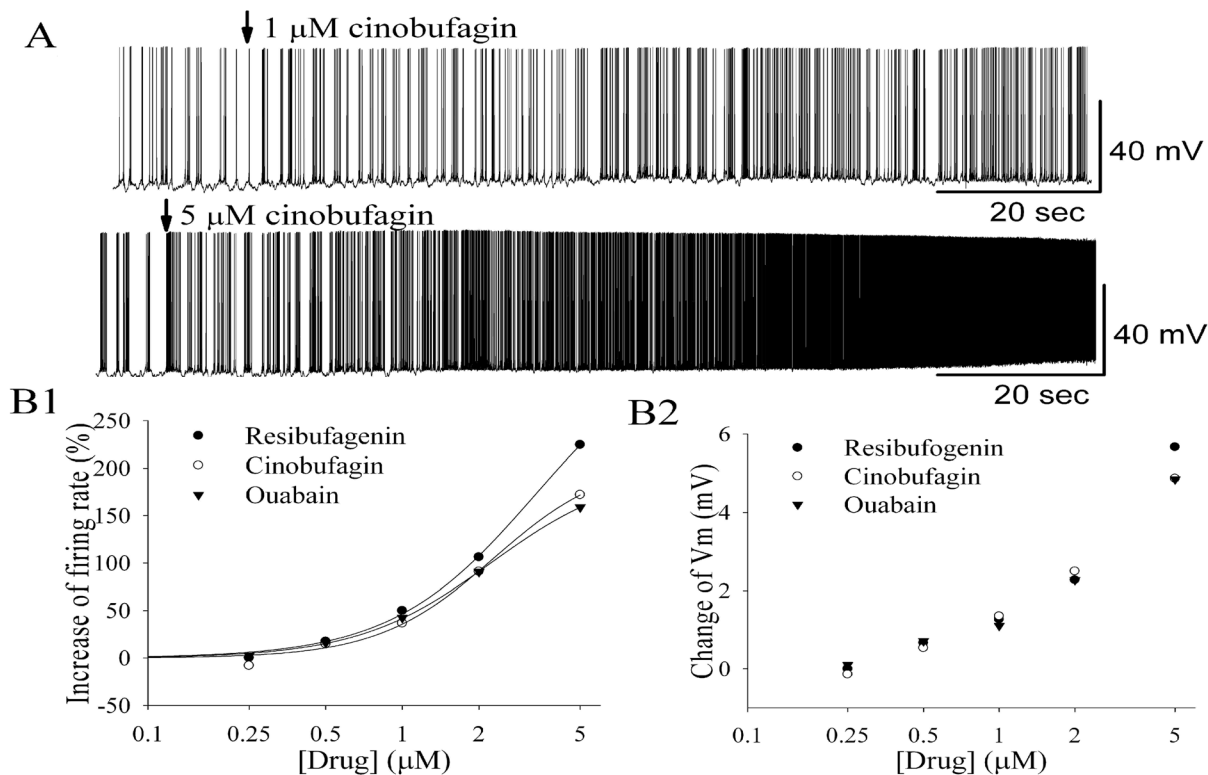 A
1 μM cinobufagin
40 mV
20 sec
5 μM cinobufagin
40 mV
20 sec
B1
Increase of firing rate (%)
250
200
150
100
50
0
-50
Resibufagenin
Cinobufagin
Ouabain
0.1 0.25 0.5 1 2 5
[Drug] (μM)
B2
Change of Vm (mV)
6
4
2
0
Resibufogenin
Cinobufagin
Ouabain
0.1 0.25 0.5 1 2 5
[Drug] (μM)